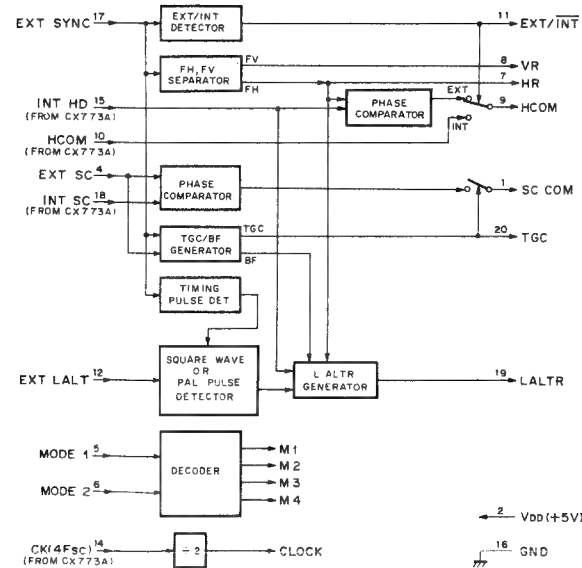 EXT SYNC 17
EXT/INT
DETECTOR
11 EXT/INT
FH, FV
SEPARATOR
FV
FH
8 VR
7 HR
INT HD 15
(FROM CX773A)
PHASE
COMPARATOR
EXT
INT
9 HCOM
HCOM 10
(FROM CX773A)
EXT SC 4
INT SC 18
(FROM CX773A)
PHASE
COMPARATOR
1 SC COM
TGC/BF
GENERATOR
TGC
BF
20 TGC
TIMING
PULSE DET
EXT LALT 12
SQUARE WAVE
OR
PAL PULSE
DETECTOR
L ALTR
GENERATOR
19 LALTR
MODE 1 5
MODE 2 6
DECODER
M1
M2
M3
M4
2 VDD (+5V)
CK(4FSC) 14
(FROM CX773A)
÷ 2
CLOCK
16 GND